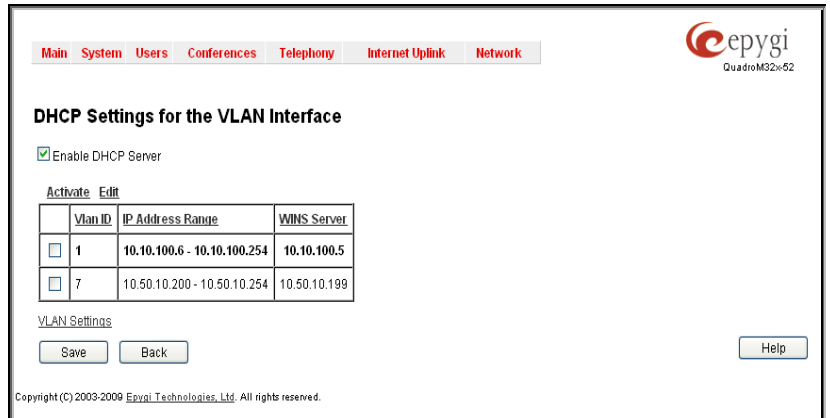 epygi
QuadroM32x-52
Main System Users Conferences Telephony Internet Uplink Network
DHCP Settings for the VLAN Interface
Enable DHCP Server
Activate Edit
Vlan ID IP Address Range WINS Server
1 10.10.100.6 - 10.10.100.254 10.10.100.5
7 10.50.10.200 - 10.50.10.254 10.50.10.199
VLAN Settings
Save Back Help
Copyright (C) 2003-2009 Epygi Technologies, Ltd. All rights reserved.